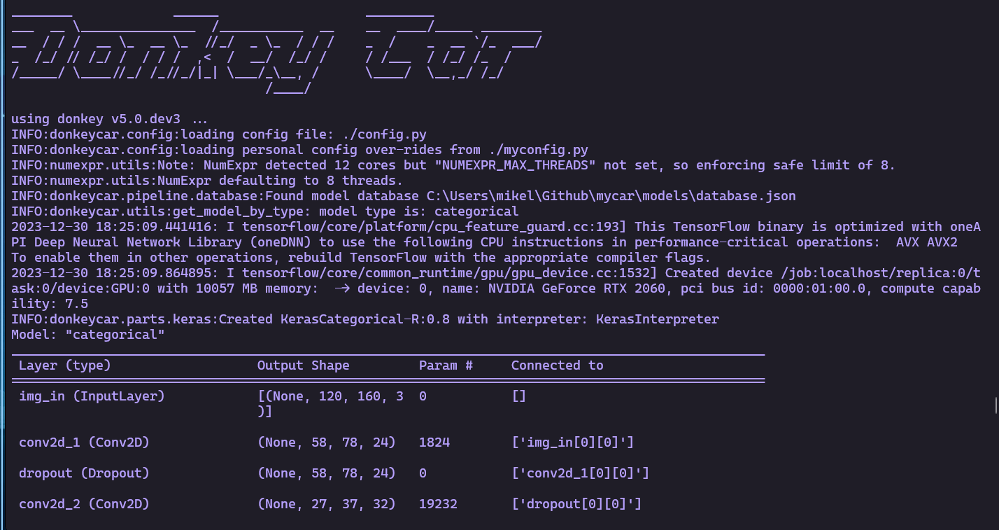 ________            ______                   _________
___  __ \_______________  /___________  __   __  ____/_____ ________
__  / / /  __ \_  __ \_  //_/  _ \_  / / /   _  /    _  __ `/_  ___/
_  /_/ // /_/ /  / / /  ,<  /  __/  /_/ /    / /___  / /_/ /_  /
/_____/ \____//_/ /_//_/|_| \___/_\__, /     \____/  \__,_/ /_/
                                 /____/
using donkey v5.0.dev3 ...
INFO:donkeycar.config:loading config file: ./config.py
INFO:donkeycar.config:loading personal config over-rides from ./myconfig.py
INFO:numexpr.utils:Note: NumExpr detected 12 cores but "NUMEXPR_MAX_THREADS" not set, so enforcing safe limit of 8.
INFO:numexpr.utils:NumExpr defaulting to 8 threads.
INFO:donkeycar.pipeline.database:Found model database C:\Users\mikel\Github\mycar\models\database.json
INFO:donkeycar.utils:get_model_by_type: model type is: categorical
2023-12-30 18:25:09.441416: I tensorflow/core/platform/cpu_feature_guard.cc:193] This TensorFlow binary is optimized with oneA
PI Deep Neural Network Library (oneDNN) to use the following CPU instructions in performance-critical operations:  AVX AVX2
To enable them in other operations, rebuild TensorFlow with the appropriate compiler flags.
2023-12-30 18:25:09.864895: I tensorflow/core/common_runtime/gpu/gpu_device.cc:1532] Created device /job:localhost/replica:0/t
ask:0/device:GPU:0 with 10057 MB memory:  -> device: 0, name: NVIDIA GeForce RTX 2060, pci bus id: 0000:01:00.0, compute capab
ility: 7.5
INFO:donkeycar.parts.keras:Created KerasCategorical-R:0.8 with interpreter: KerasInterpreter
Model: "categorical"
Layer (type) Output Shape Param # Connected to
img_in (InputLayer) [(None, 120, 160, 3 0 []
)]
conv2d_1 (Conv2D) (None, 58, 78, 24) 1824 ['img_in[0][0]']
dropout (Dropout) (None, 58, 78, 24) 0 ['conv2d_1[0][0]']
conv2d_2 (Conv2D) (None, 27, 37, 32) 19232 ['dropout[0][0]']